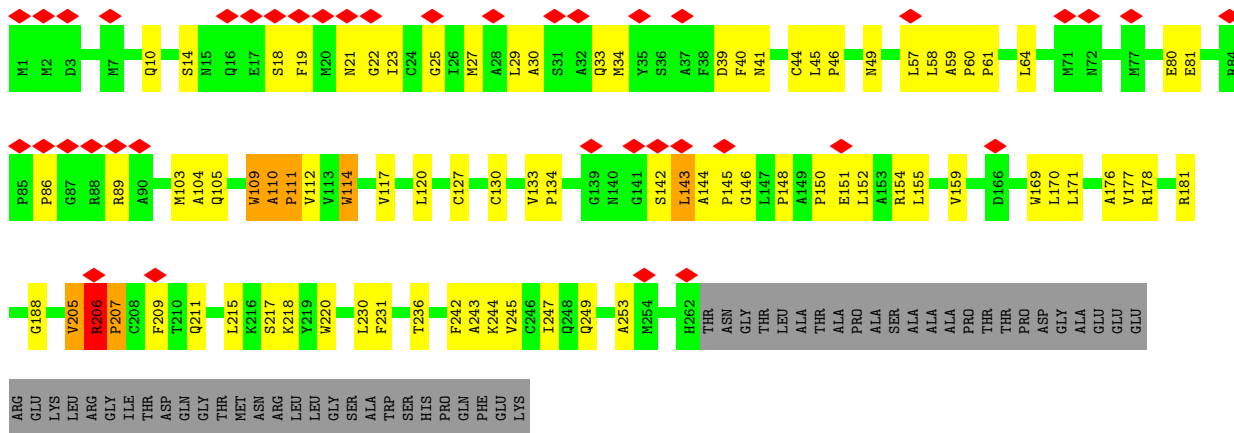 M1 M2 D3 M7 Q10 S14 N15 Q16 E17 S18 F19 M20 N21 G22 I23 C24 G25 I26 M27 A28 L29 A30 S31 A32 Q33 M34 Y35 S36 A37 F38 D39 F40 N41 C44 L45 P46 N49 L57 L58 A59 P60 P61 L64 M71 N72 M77 E80 E81 R84
P85 P86 G87 R88 R89 A90 M103 A104 Q105 W109 A110 P111 V112 V113 W114 V117 L120 C127 C130 V133 P134 G139 N140 G141 S142 L143 A144 P145 G146 L147 P148 A149 P150 E151 L152 A153 R154 L155 V159 D166 W169 L170 L171 A176 V177 R178 R181
G188 V205 R206 P207 C208 F209 T210 Q211 L215 K216 S217 K218 Y219 W220 L230 F231 T236 F242 A243 K244 V245 C246 I247 Q248 Q249 A253 M254 H262 THR ASN GLY THR LEU ALA THR ALA PRO ALA SER ALA ALA ALA PRO THR THR PRO ASP GLY ALA GLU GLU GLU
ARG GLU LYS LEU ARG GLY ILE THR ASP GLN GLY THR MET ASN ARG LEU LEU GLY SER ALA TRP SER HIS PRO GLN PHE GLU LYS